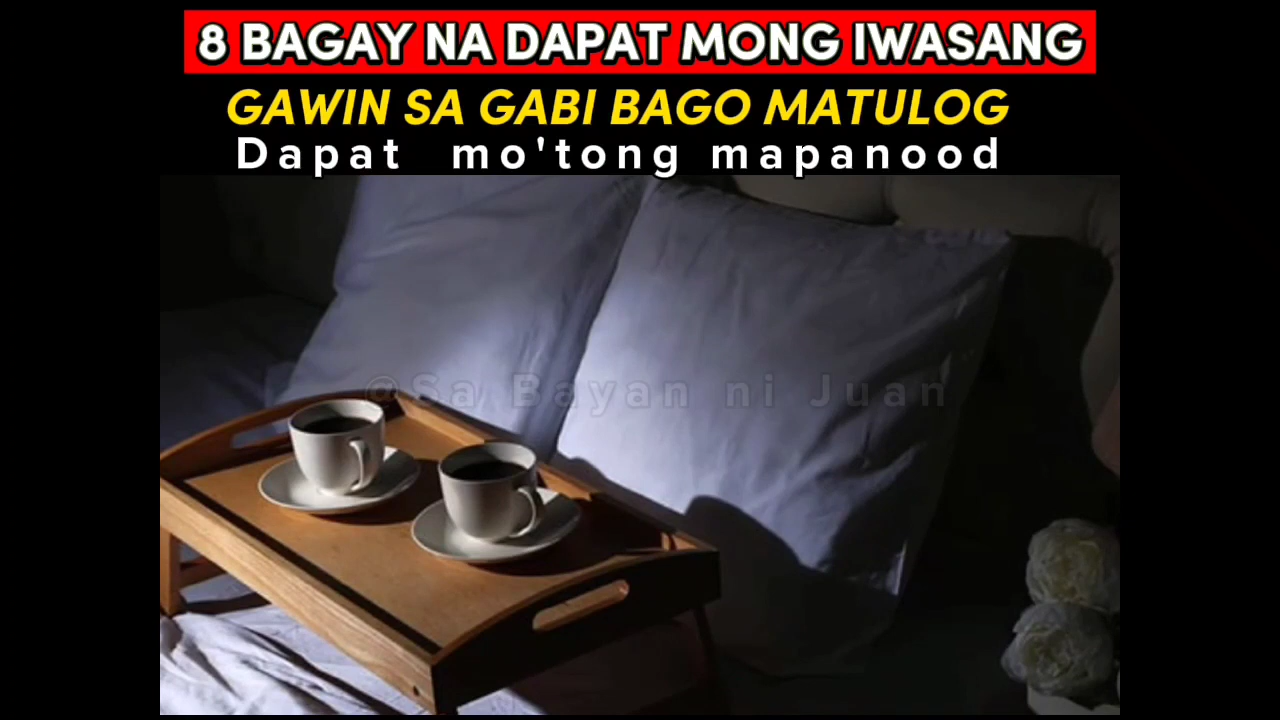 8 BAGAY NA DAPAT MONG IWASANG
GAWIN SA GABI BAGO MATULOG
Dapat mo'tong mapanood
@Sa Bayan ni Juan